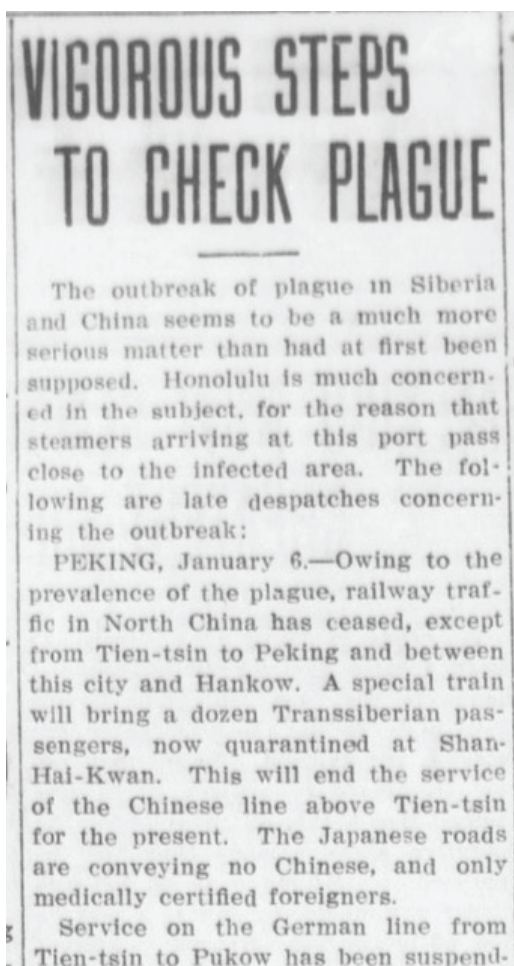 VIGOROUS STEPS
TO CHECK PLAGUE
The outbreak of plague in Siberia
and China seems to be a much more
serious matter than had at first been
supposed. Honolulu is much concern-
ed in the subject, for the reason that
steamers arriving at this port pass
close to the infected area. The fol-
lowing are late despatches concern-
ing the outbreak:
PEKING, January 6.—Owing to the
prevalence of the plague, railway traf-
fic in North China has ceased, except
from Tien-tsin to Peking and between
this city and Hankow. A special train
will bring a dozen Transsiberian pas-
sengers, now quarantined at Shan-
Hai-Kwan. This will end the service
of the Chinese line above Tien-tsin
for the present. The Japanese roads
are conveying no Chinese, and only
medically certified foreigners.
Service on the German line from
Tien-tsin to Pukow has been suspend-